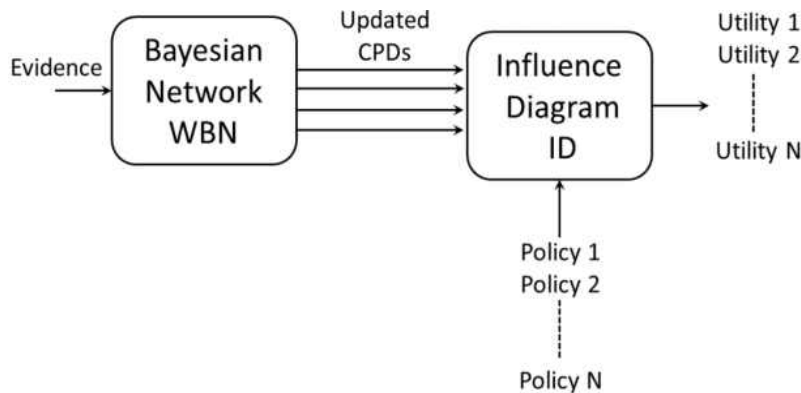 Evidence
Bayesian
Network
WBN
Updated
CPDs
Influence
Diagram
ID
Utility 1
Utility 2
Utility N
Policy 1
Policy 2
Policy N